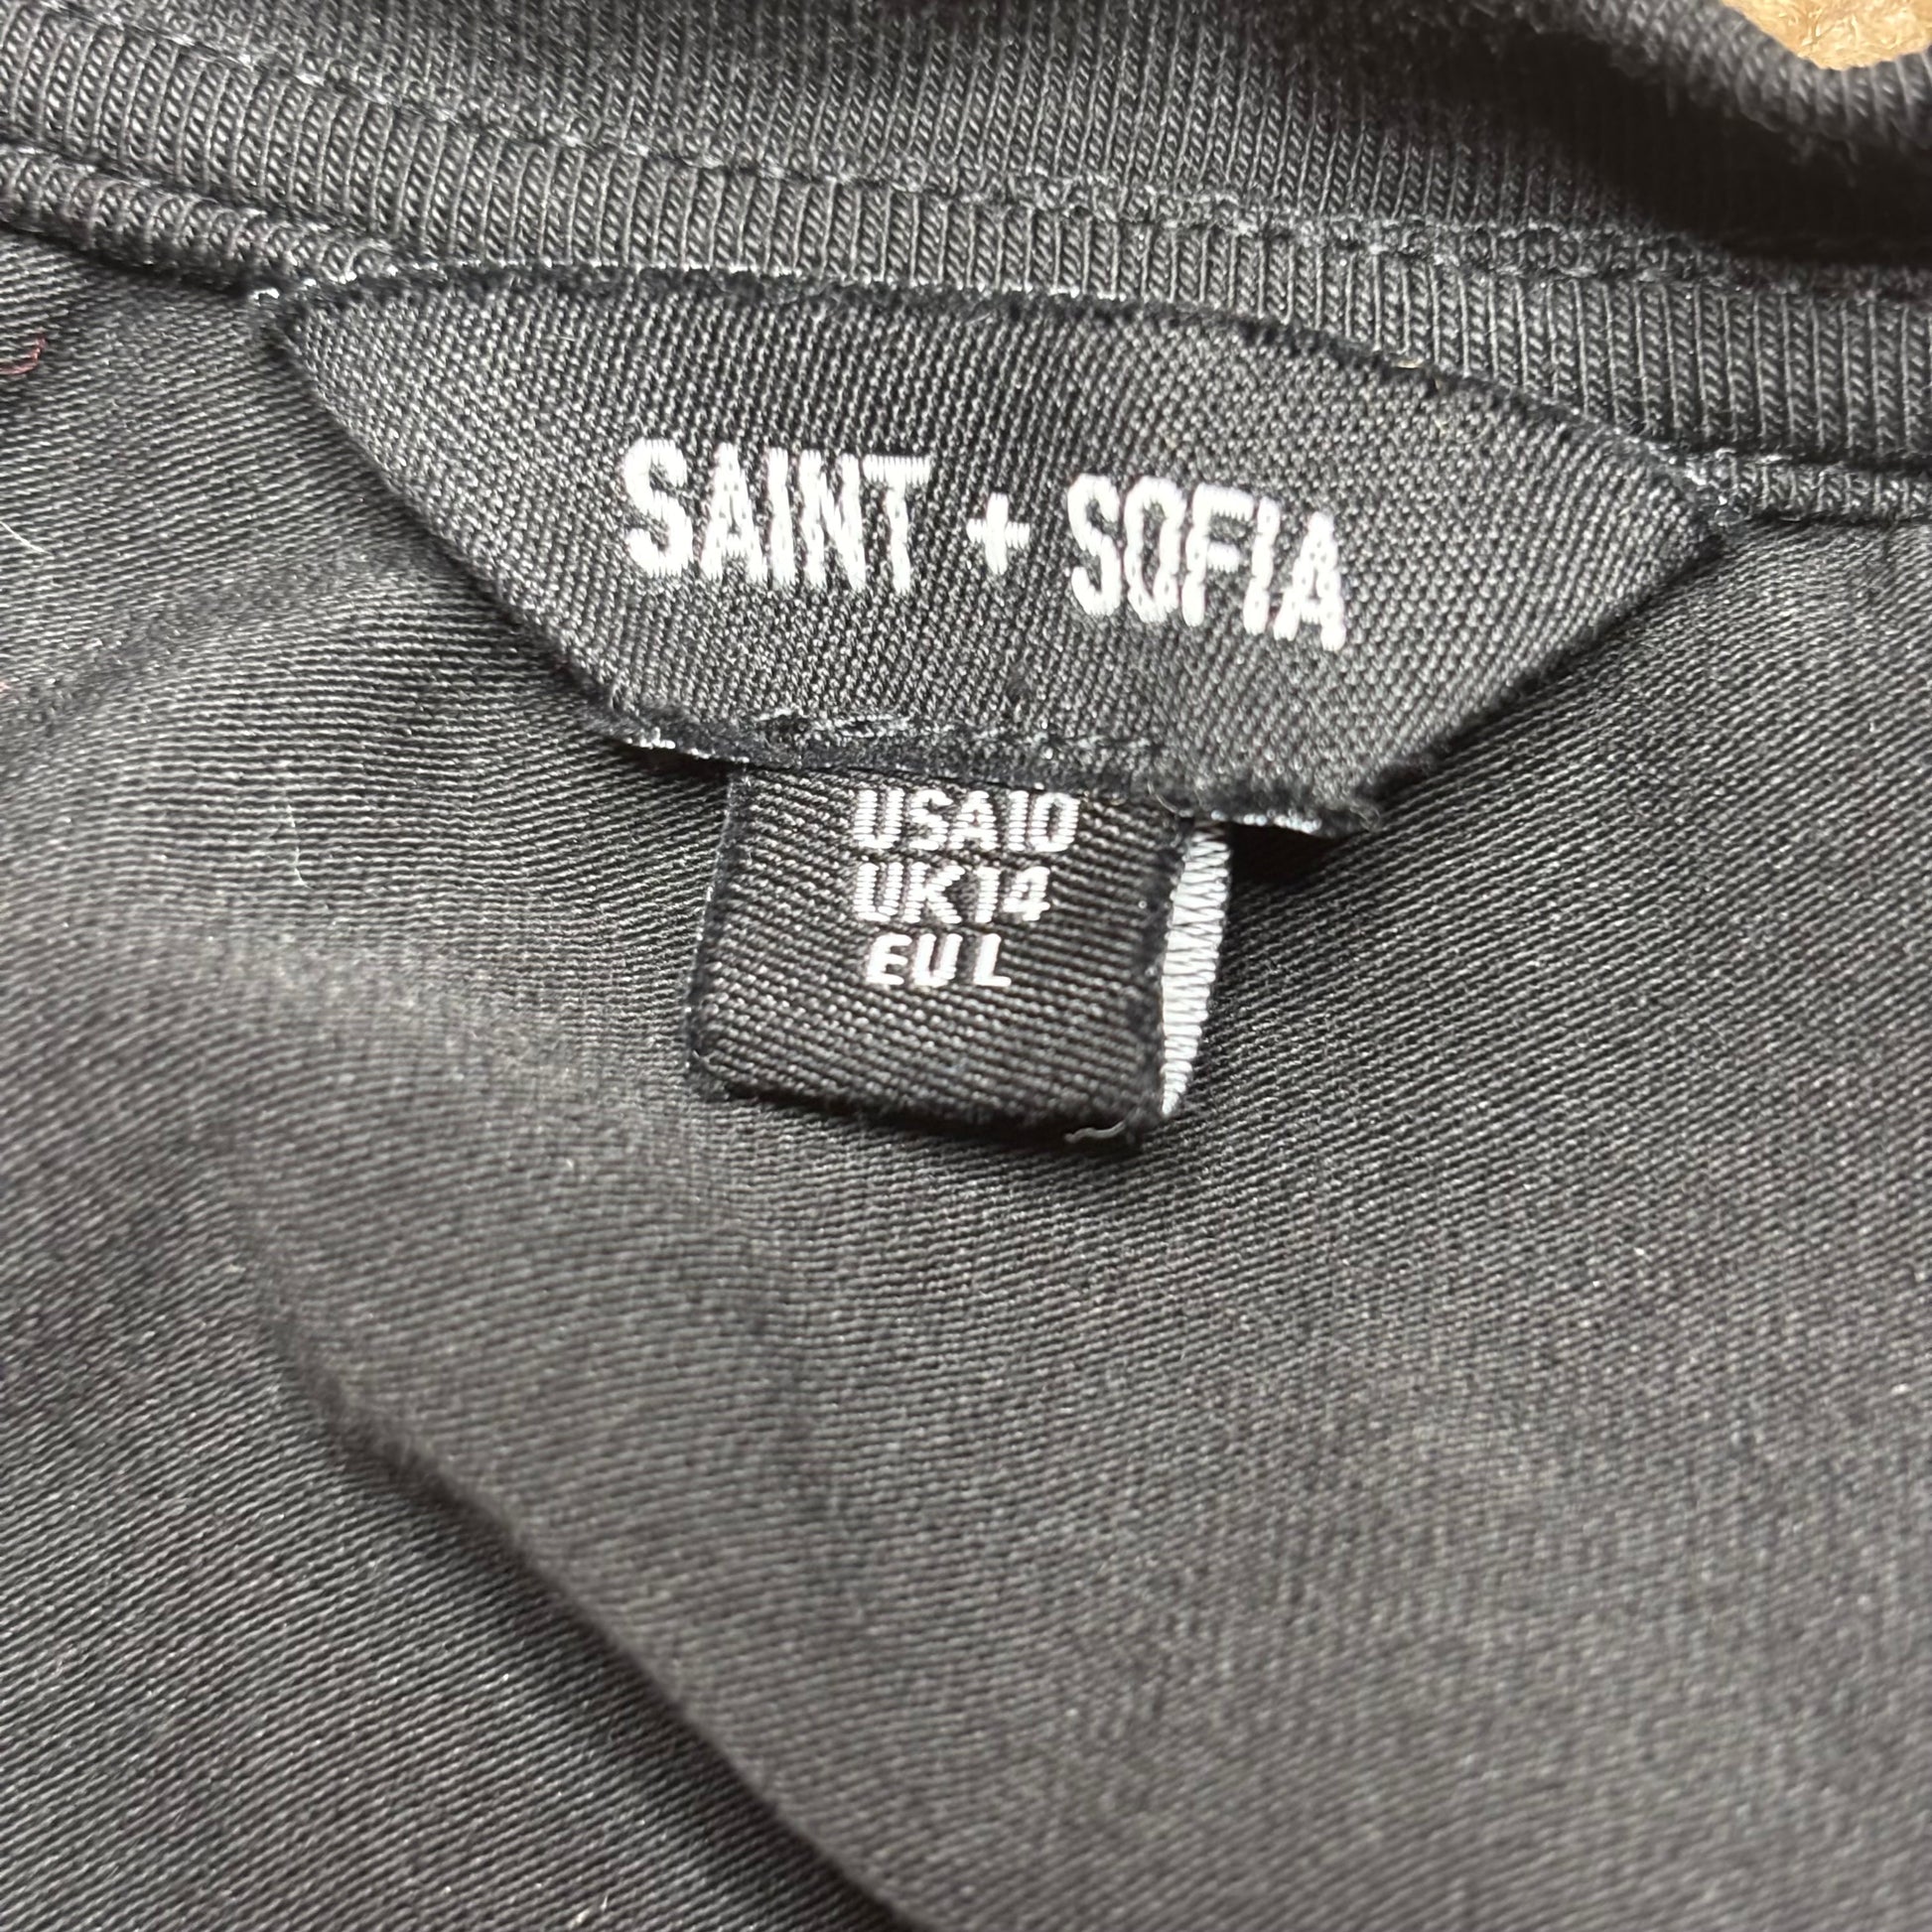 SAINT + SOFIA
USA10
UK14
EU L